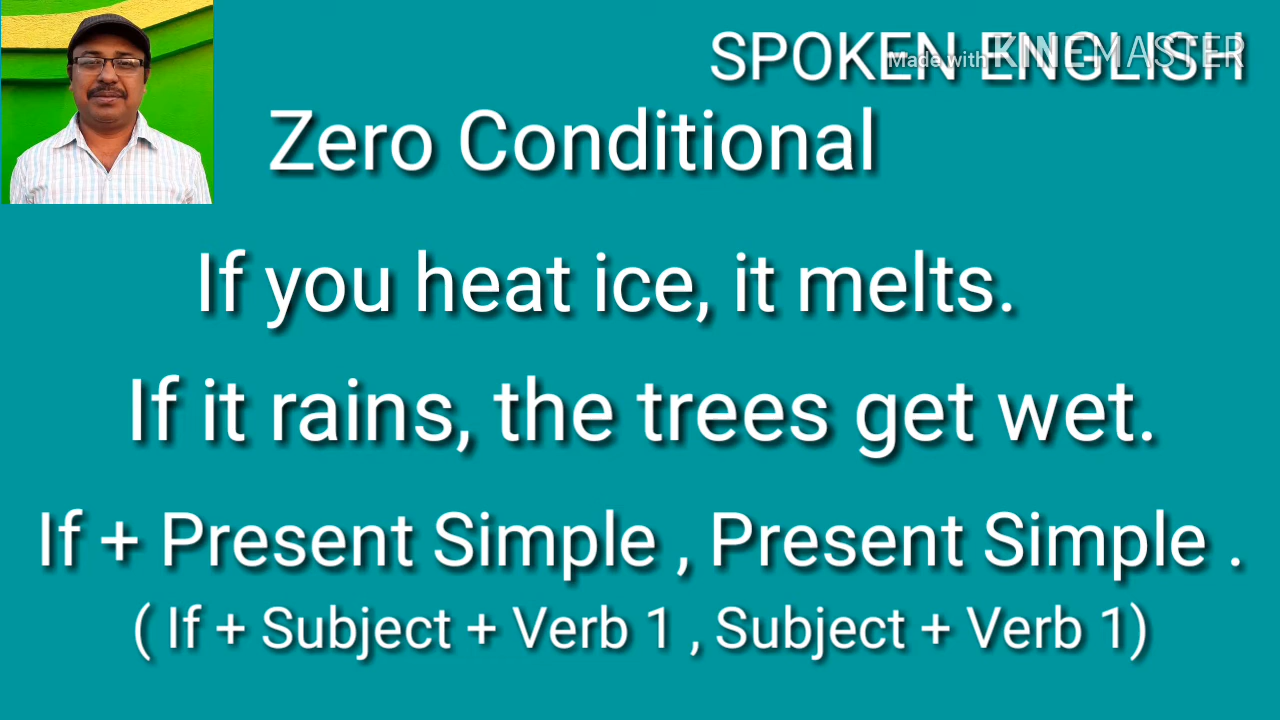 SPOKEN ENGLISH
Made with KINEMASTER
Zero Conditional
If you heat ice, it melts.
If it rains, the trees get wet.
If + Present Simple , Present Simple .
( If + Subject + Verb 1 , Subject + Verb 1)